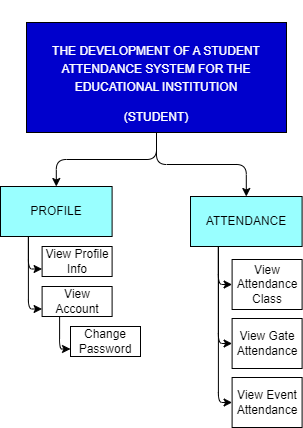 THE DEVELOPMENT OF A STUDENT
ATTENDANCE SYSTEM FOR THE
EDUCATIONAL INSTITUTION
(STUDENT)
PROFILE
View Profile
Info
View
Account
Change
Password
ATTENDANCE
View
Attendance
Class
View Gate
Attendance
View Event
Attendance